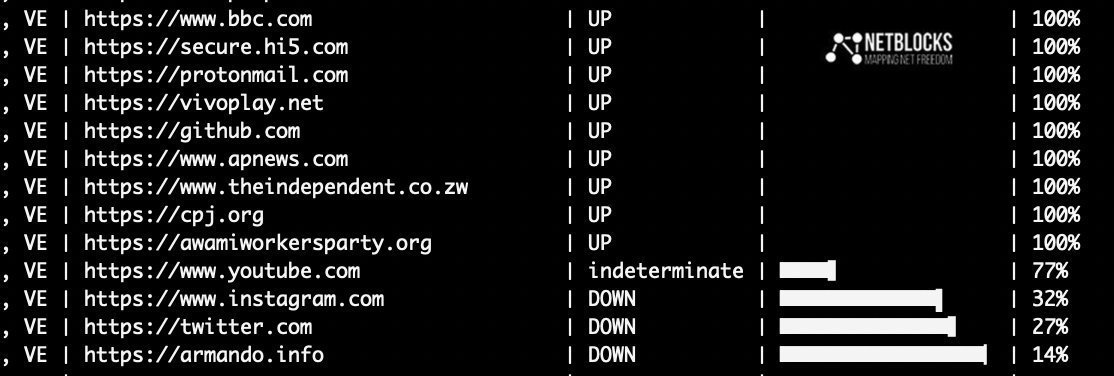 , VE | https://www.bbc.com | UP | | 100%
, VE | https://secure.hi5.com | UP | | 100%
, VE | https://protonmail.com | UP | | 100%
, VE | https://vivoplay.net | UP | | 100%
, VE | https://github.com | UP | | 100%
, VE | https://www.apnews.com | UP | | 100%
, VE | https://www.theindependent.co.zw | UP | | 100%
, VE | https://cpj.org | UP | | 100%
, VE | https://awamiworkersparty.org | UP | | 100%
, VE | https://www.youtube.com | indeterminate | | 77%
, VE | https://www.instagram.com | DOWN | | 32%
, VE | https://twitter.com | DOWN | | 27%
, VE | https://armando.info | DOWN | | 14%
NETBLOCKS
MAPPING NET FREEDOM